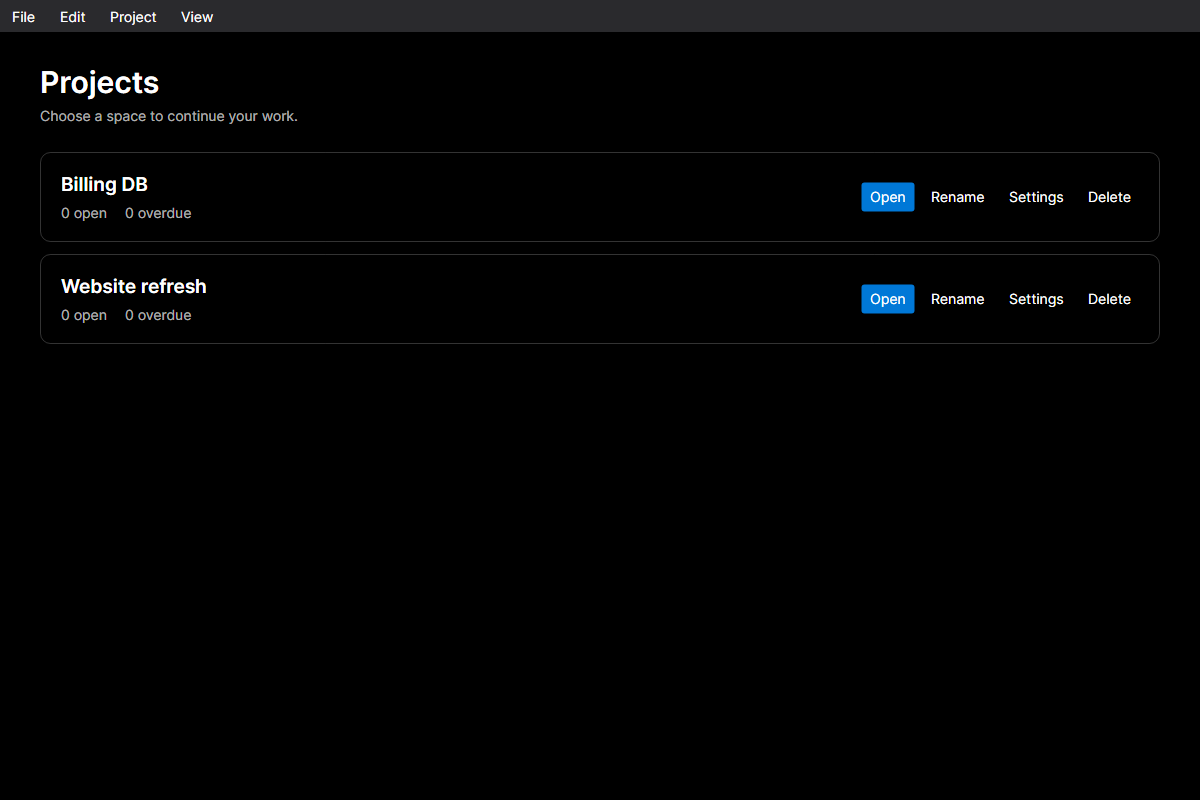 File Edit Project View
Projects
Choose a space to continue your work.
Billing DB
0 open 0 overdue
Open Rename Settings Delete
Website refresh
0 open 0 overdue
Open Rename Settings Delete